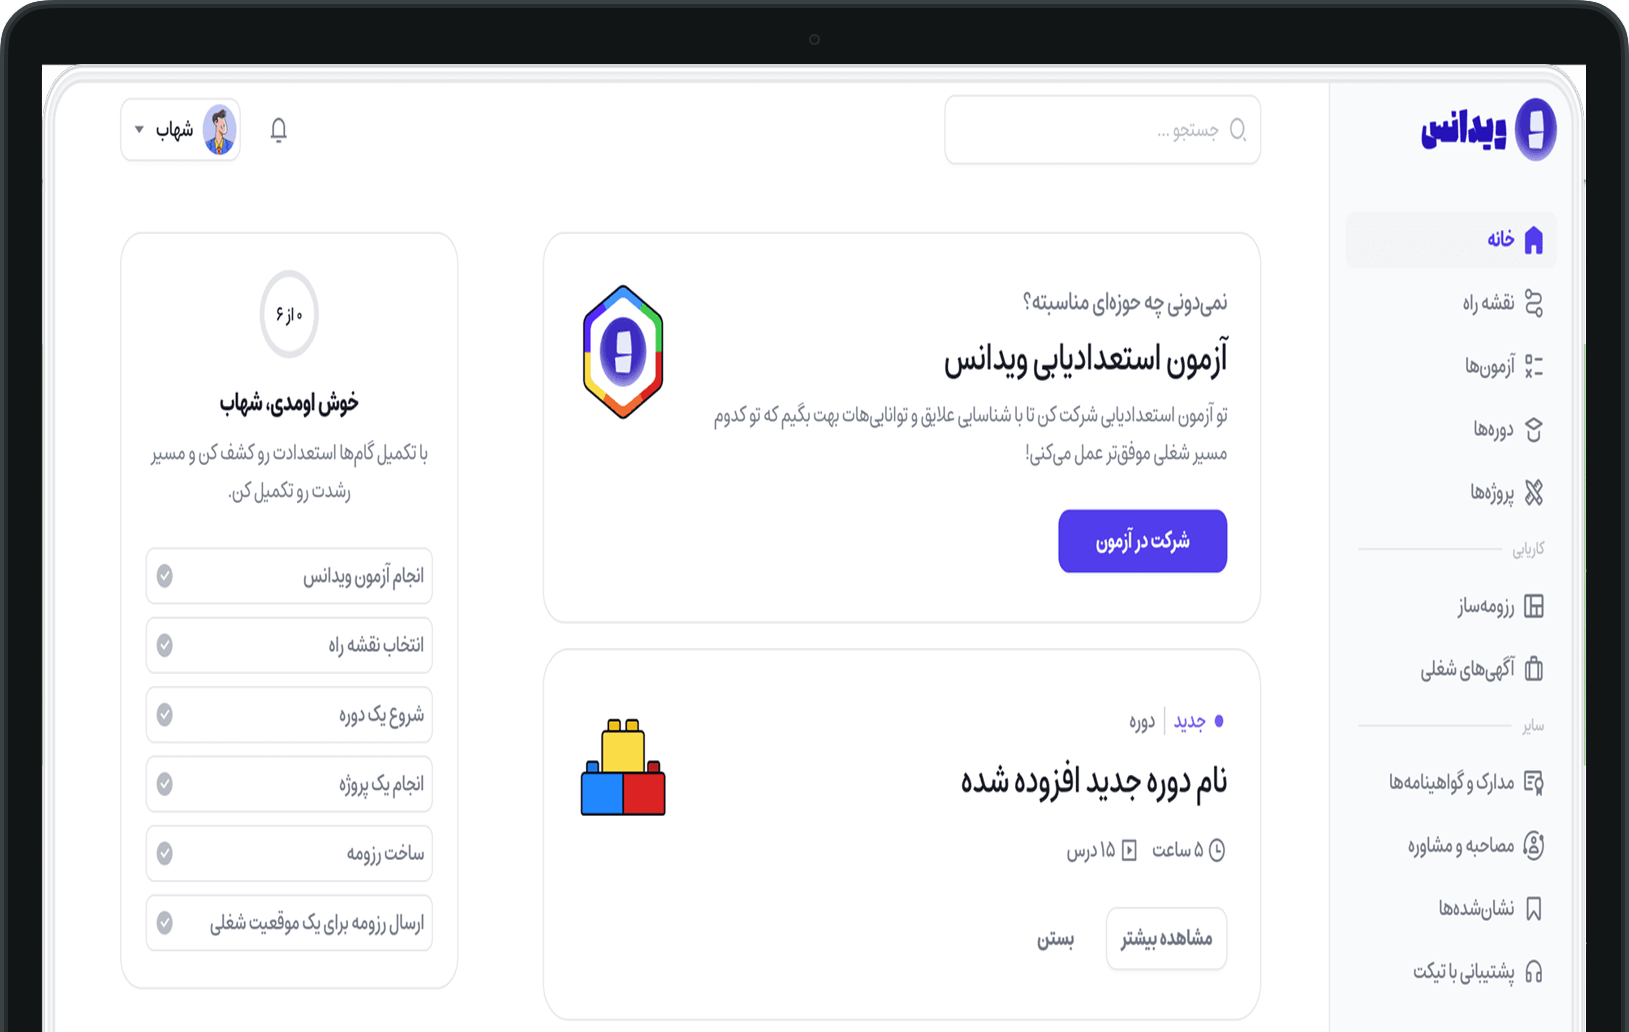 ویدانس
خانه
نقشه راه
آزمون‌ها
دوره‌ها
پروژه‌ها
کاریابی
رزومه‌ساز
آگهی‌های شغلی
سایر
مدارک و گواهینامه‌ها
مصاحبه و مشاوره
نشان‌شده‌ها
پشتیبانی با تیکت
جستجو ...
شهاب
نمی‌دونی چه حوزه‌ای مناسبته؟
آزمون استعدادیابی ویدانس
تو آزمون استعدادیابی شرکت کن تا با شناسایی علایق و توانایی‌هات بهت بگیم که تو کدوم
مسیر شغلی موفق‌تر عمل می‌کنی!
شرکت در آزمون
جدید | دوره
نام دوره جدید افزوده شده
۵ ساعت ۱۵ درس
مشاهده بیشتر بستن
۰ از ۶
خوش اومدی، شهاب
با تکمیل گام‌ها استعدادت رو کشف کن و مسیر
رشدت رو تکمیل کن.
انجام آزمون ویدانس
انتخاب نقشه راه
شروع یک دوره
انجام یک پروژه
ساخت رزومه
ارسال رزومه برای یک موقعیت شغلی